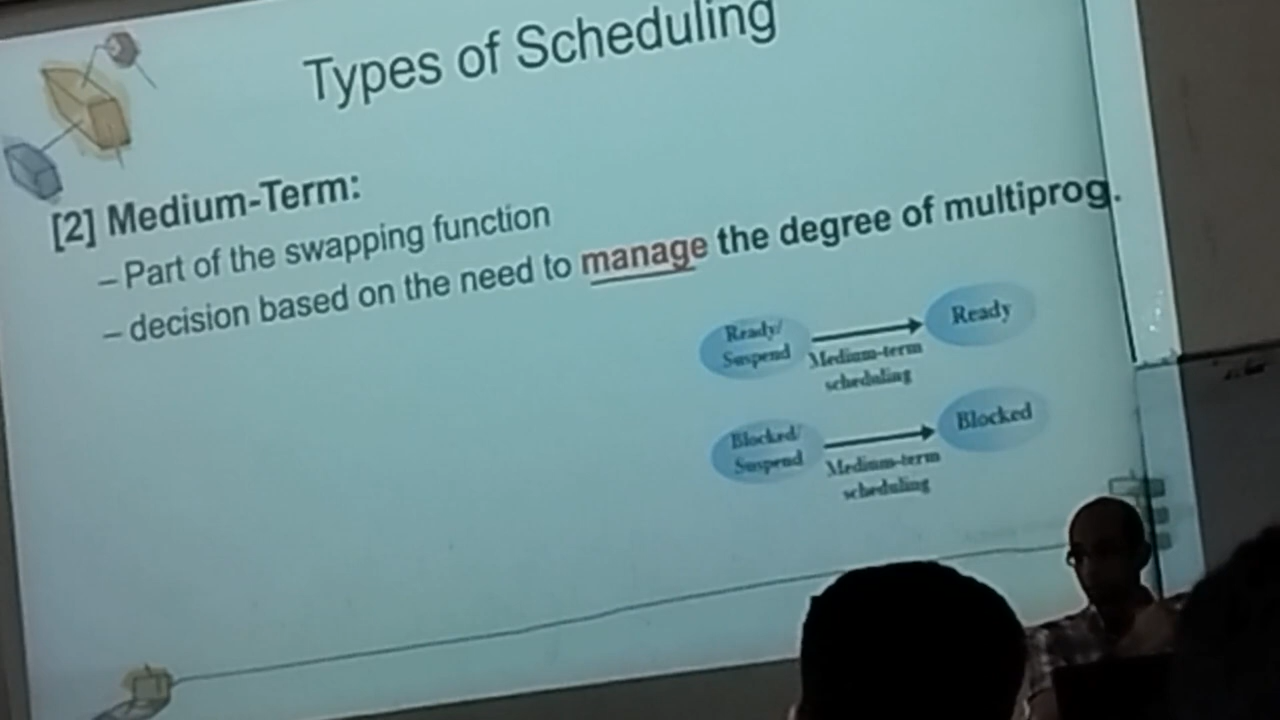 Types of Scheduling
[2] Medium-Term:
– Part of the swapping function
– decision based on the need to manage the degree of multiprog.
Ready/
Suspend
Medium-term
scheduling
Ready
Blocked/
Suspend
Medium-term
scheduling
Blocked